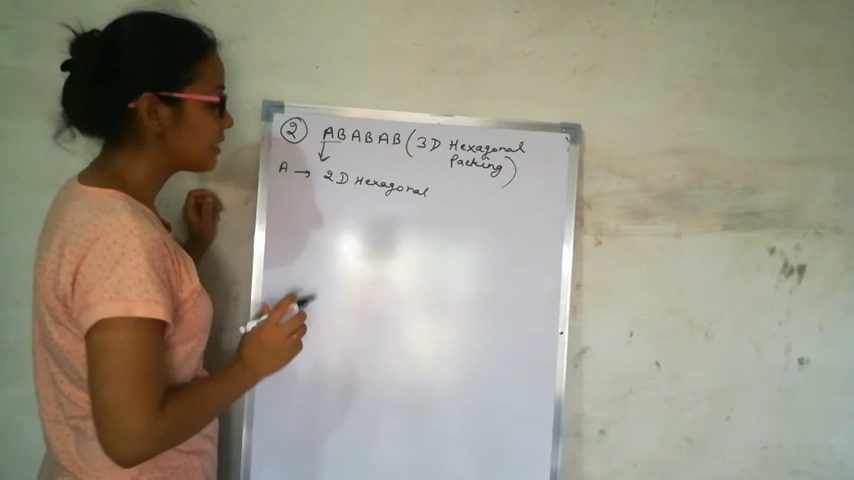 ② ABABAB (3D Hexagonal
Packing)
A → 2D Hexagonal